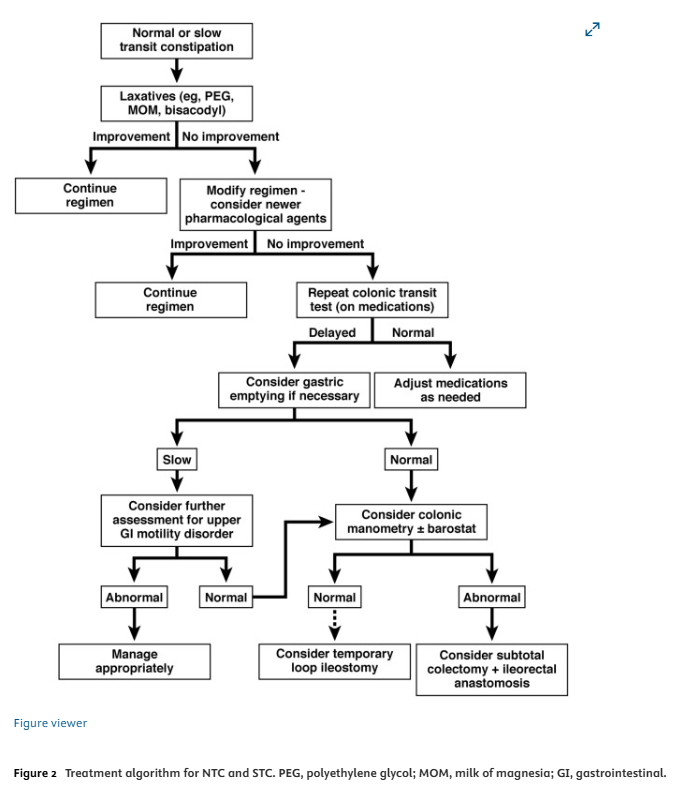 Normal or slow
transit constipation
Laxatives (eg, PEG,
MOM, bisacodyl)
Improvement
No improvement
Continue
regimen
Modify regimen -
consider newer
pharmacological agents
Improvement
No improvement
Continue
regimen
Repeat colonic transit
test (on medications)
Delayed
Normal
Consider gastric
emptying if necessary
Adjust medications
as needed
Slow
Normal
Consider further
assessment for upper
GI motility disorder
Consider colonic
manometry ± barostat
Abnormal
Normal
Normal
Abnormal
Manage
appropriately
Consider temporary
loop ileostomy
Consider subtotal
colectomy + ileorectal
anastomosis
Figure viewer
Figure 2 Treatment algorithm for NTC and STC. PEG, polyethylene glycol; MOM, milk of magnesia; GI, gastrointestinal.